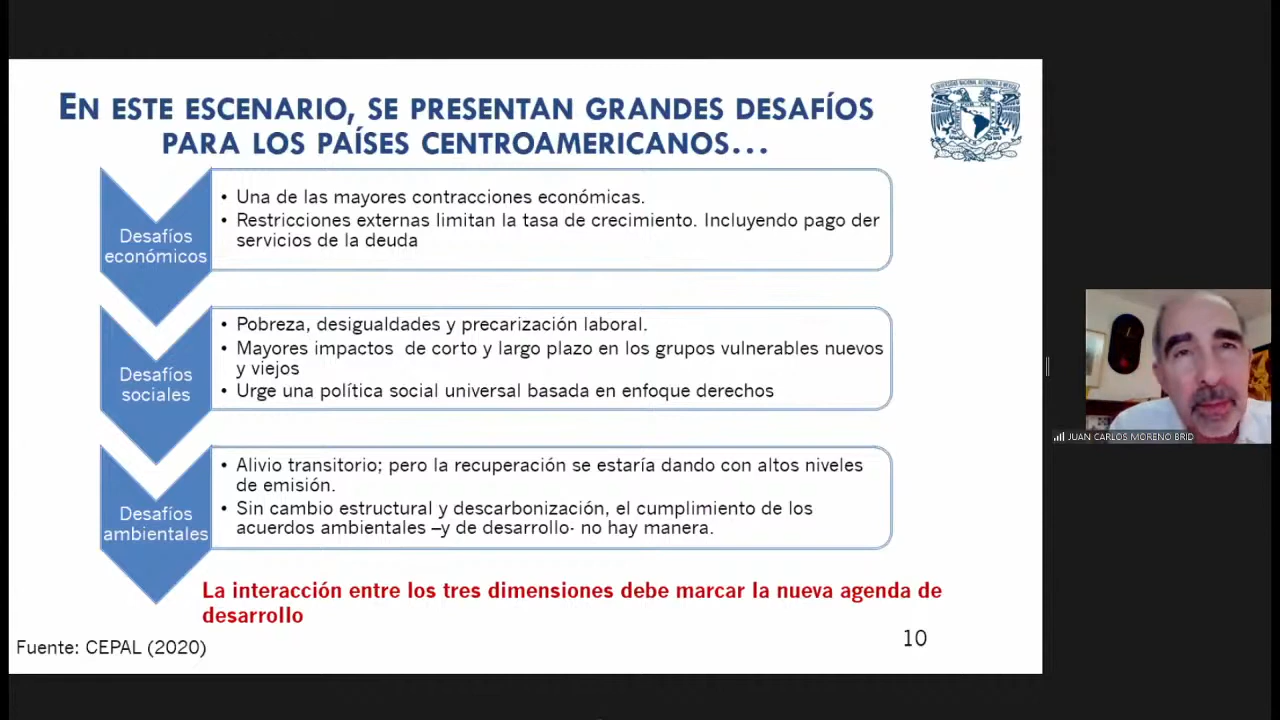 EN ESTE ESCENARIO, SE PRESENTAN GRANDES DESAFÍOS
PARA LOS PAÍSES CENTROAMERICANOS...
Desafíos
económicos
• Una de las mayores contracciones económicas.
• Restricciones externas limitan la tasa de crecimiento. Incluyendo pago der
servicios de la deuda
Desafíos
sociales
• Pobreza, desigualdades y precarización laboral.
• Mayores impactos de corto y largo plazo en los grupos vulnerables nuevos
y viejos
• Urge una política social universal basada en enfoque derechos
Desafíos
ambientales
• Alivio transitorio; pero la recuperación se estaría dando con altos niveles
de emisión.
• Sin cambio estructural y descarbonización, el cumplimiento de los
acuerdos ambientales –y de desarrollo- no hay manera.
La interacción entre los tres dimensiones debe marcar la nueva agenda de
desarrollo
Fuente: CEPAL (2020)
10
JUAN CARLOS MORENO BRID